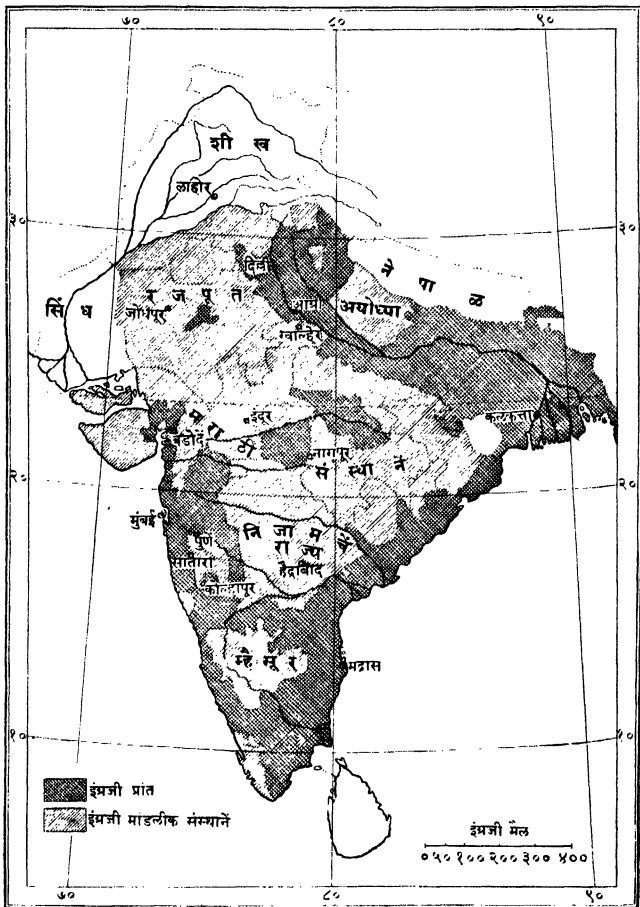 ७० ८० ९०
शी ख
लाहोर
३० ३०
दिल्ली
ने पा ळ
सिंध
र ज पू त
जोधपूर
आग्रा
अयोध्या
ग्वाल्हेर
म रा ठी
इंदूर
बडोदें
कलकत्ता
नागपूर
सं स्था नें
२० २०
मुंबई
नि जा म चें
रा ज्य
पुणें
हैद्राबाद
सातारा
कोल्हापूर
म्है सू र
मद्रास
१० १०
इंग्रजी प्रांत
इंग्रजी मांडलीक संस्थानें
इंग्रजी मैल
० ५० १०० २०० ३०० ४००
७० ८० ९०